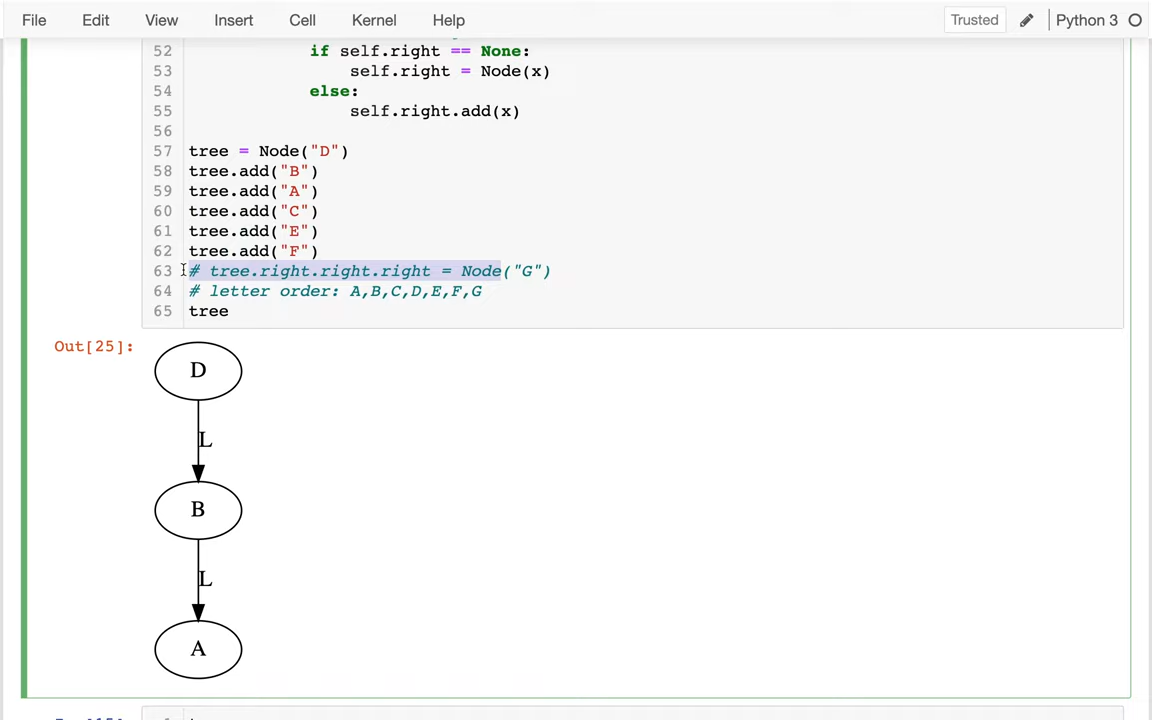 File Edit View Insert Cell Kernel Help Trusted Python 3
52 if self.right == None:
53 self.right = Node(x)
54 else:
55 self.right.add(x)
56
57 tree = Node("D")
58 tree.add("B")
59 tree.add("A")
60 tree.add("C")
61 tree.add("E")
62 tree.add("F")
63 # tree.right.right.right = Node("G")
64 # letter order: A,B,C,D,E,F,G
65 tree
Out[25]:
D
L
B
L
A